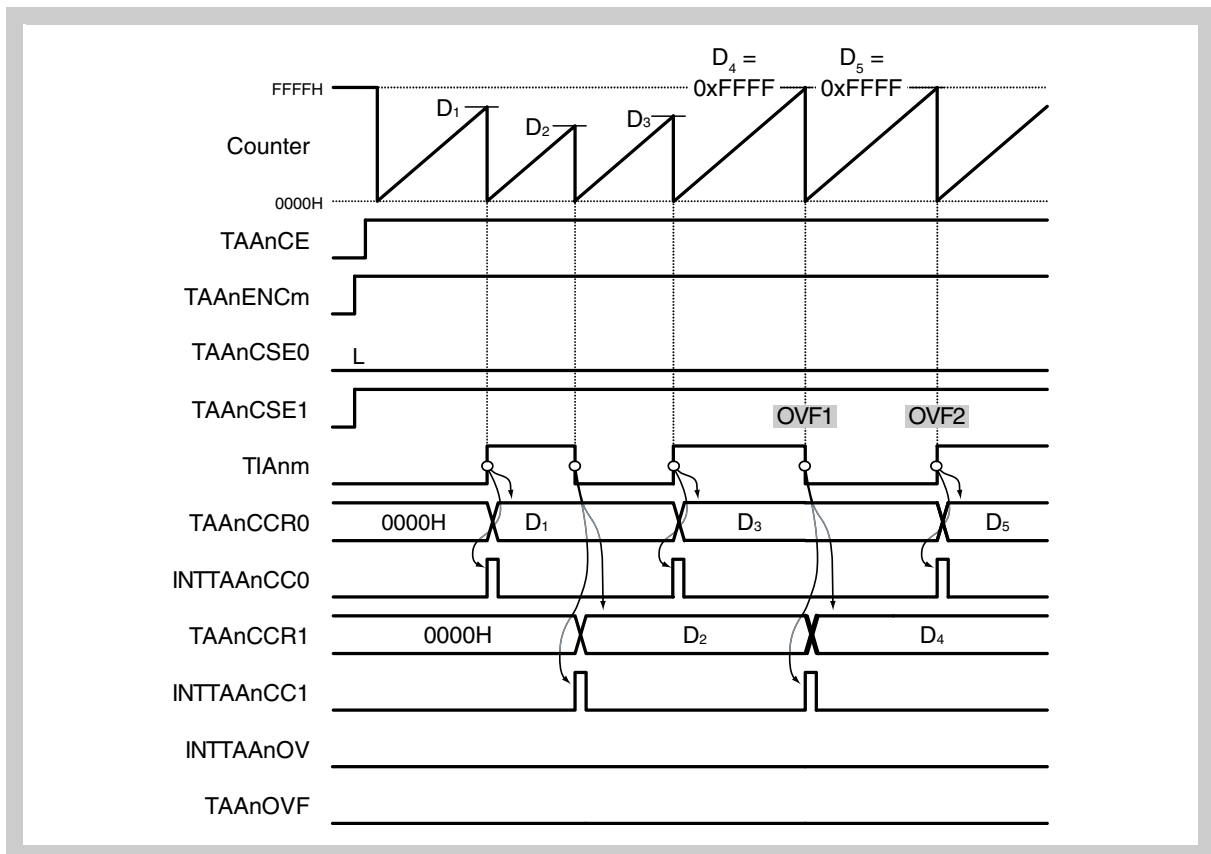 D4 = D5 =
FFFFH 0xFFFF 0xFFFF
D1 D2 D3
Counter
0000H
TAAnCE
TAAnENCm
TAAnCSE0 L
TAAnCSE1
OVF1 OVF2
TIAnm
TAAnCCR0 0000H D1 D3 D5
INTTAAnCC0
TAAnCCR1 0000H D2 D4
INTTAAnCC1
INTTAAnOV
TAAnOVF